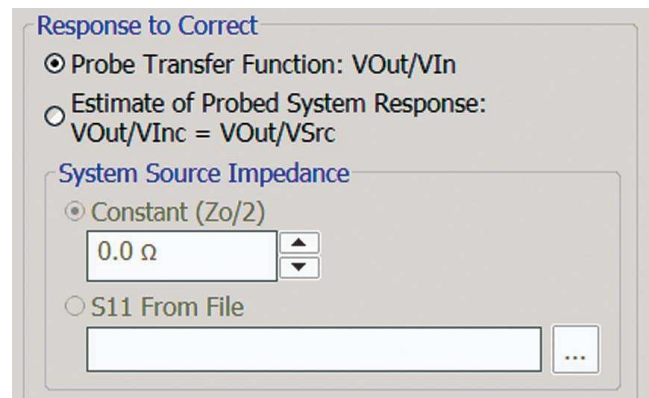 Response to Correct
Probe Transfer Function: VOut/VIn
Estimate of Probed System Response:
VOut/VInc = VOut/VSrc
System Source Impedance
Constant (Zo/2)
0.0 Ω
S11 From File
...